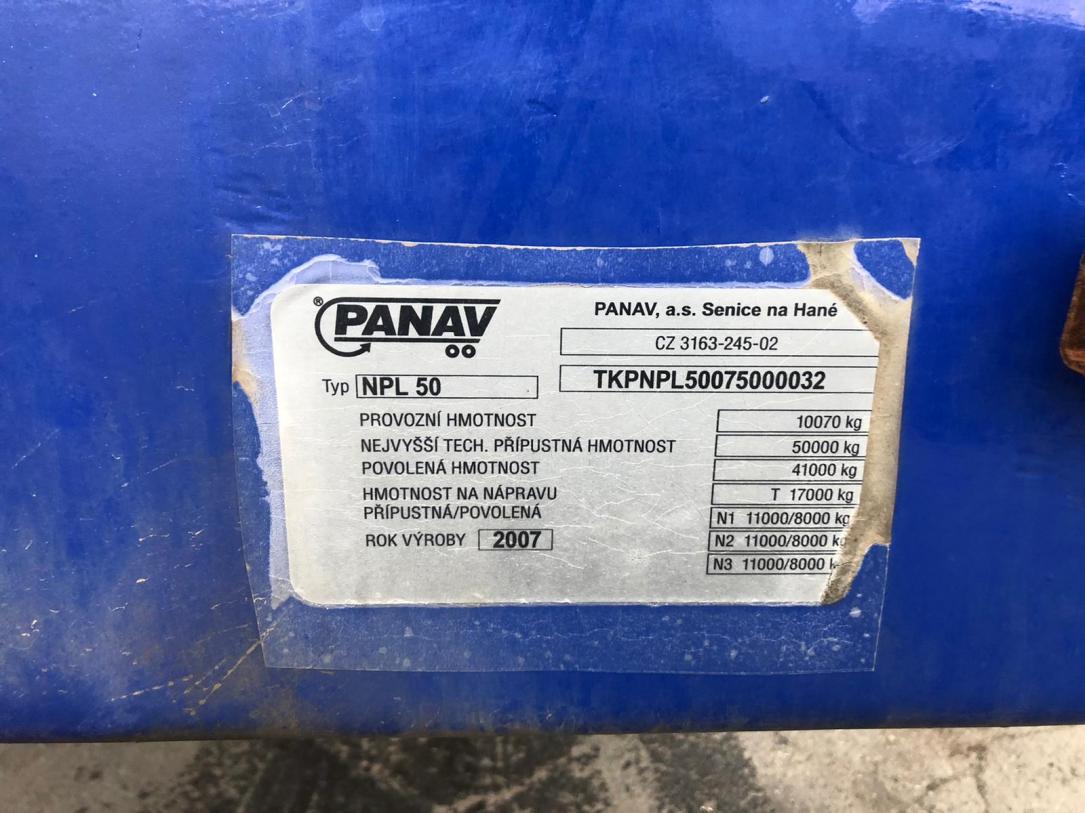 ® PANAV
PANAV, a.s. Senice na Hané
CZ 3163-245-02
Typ NPL 50
TKPNPL50075000032
PROVOZNÍ HMOTNOST 10070 kg
NEJVYŠŠÍ TECH. PŘÍPUSTNÁ HMOTNOST 50000 kg
POVOLENÁ HMOTNOST 41000 kg
HMOTNOST NA NÁPRAVU T 17000 kg
PŘÍPUSTNÁ/POVOLENÁ N1 11000/8000 kg
ROK VÝROBY 2007 N2 11000/8000 kg
N3 11000/8000 k